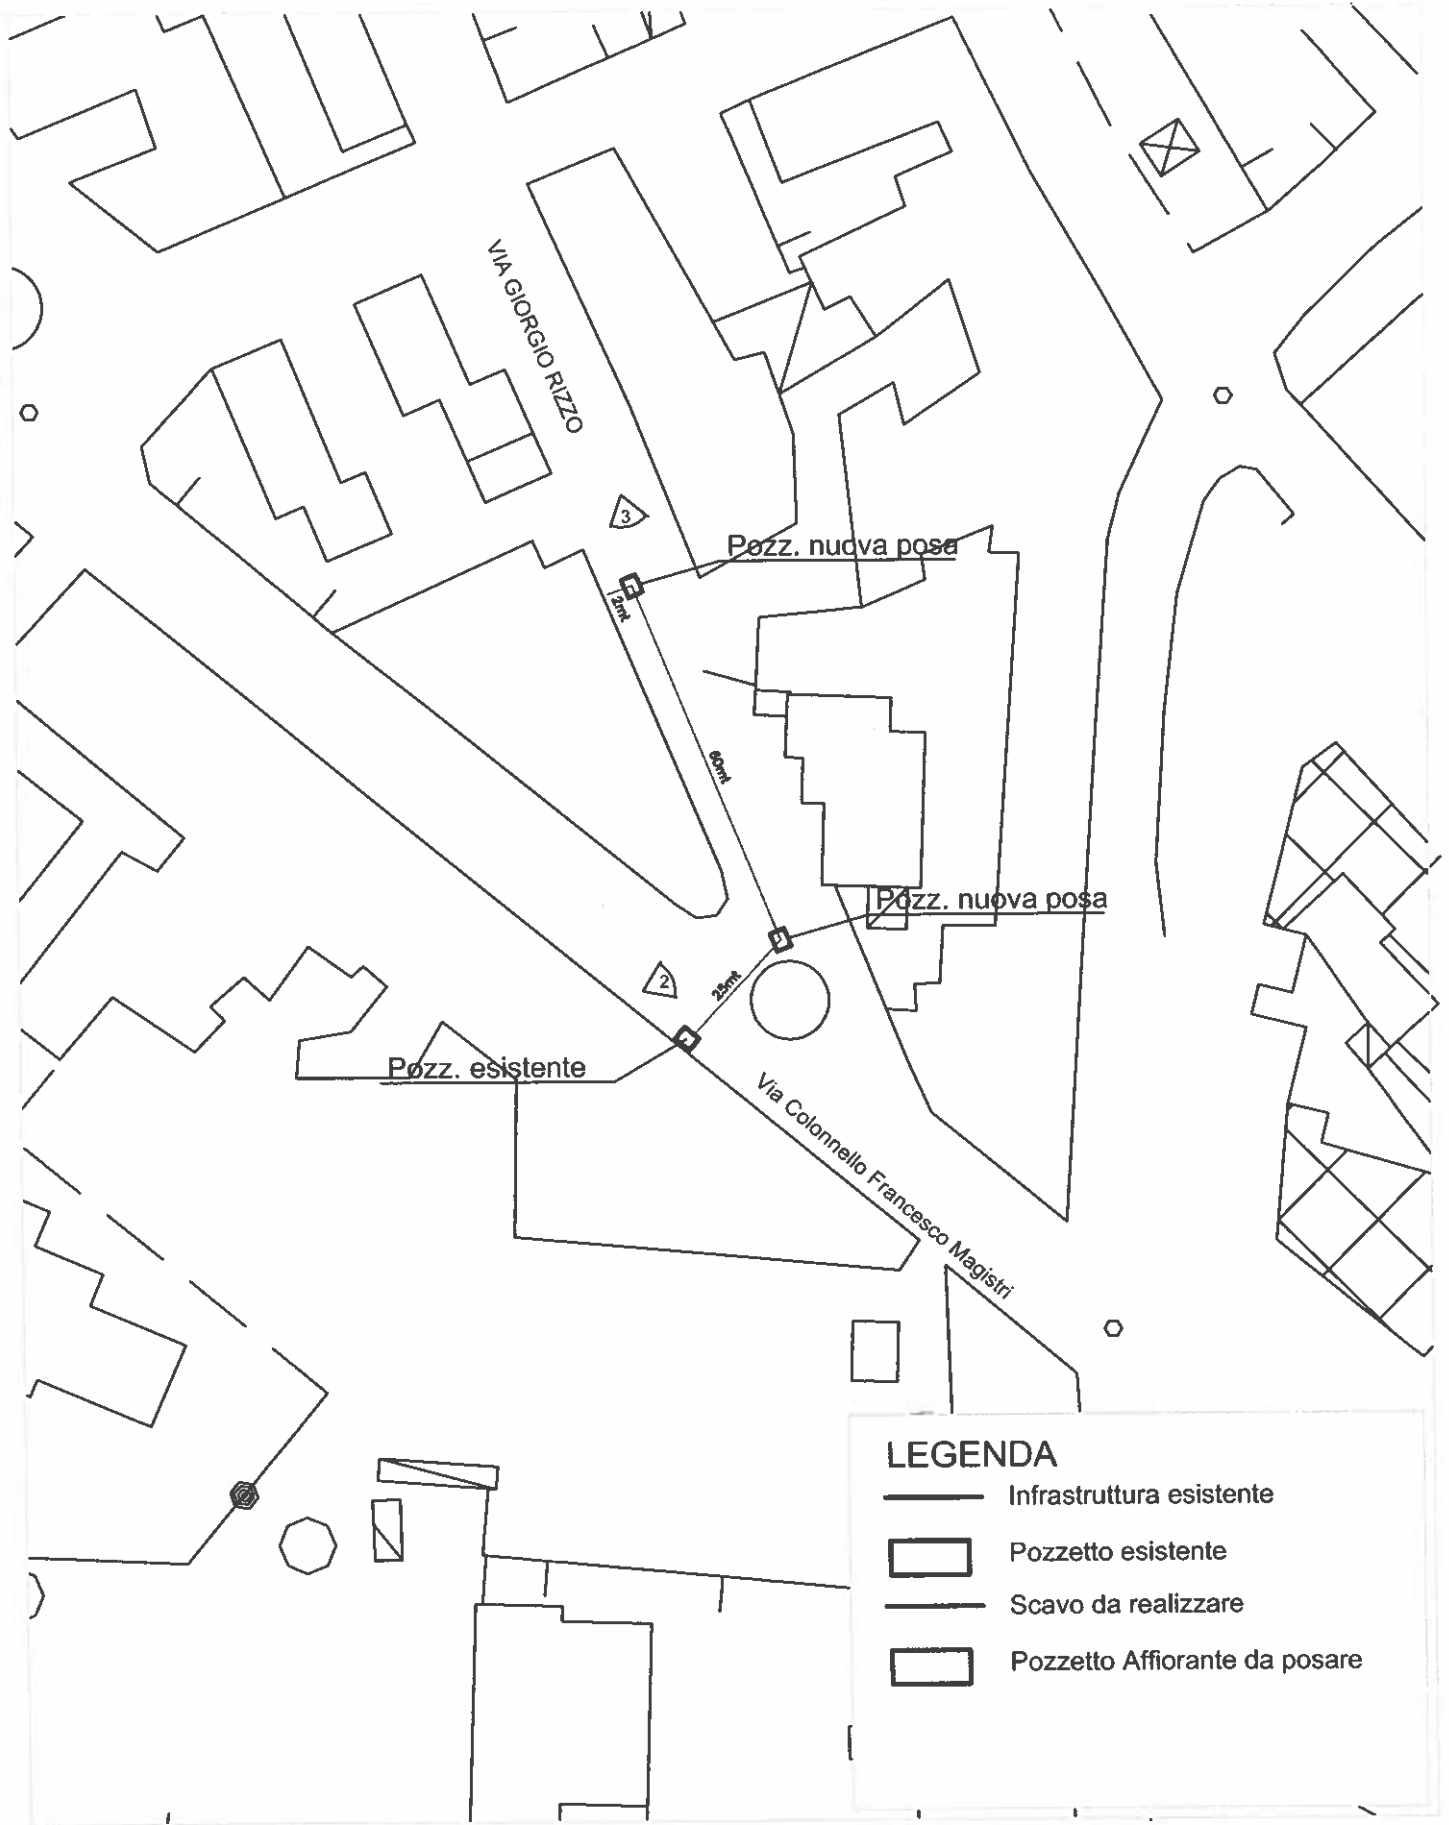 VIA GIORGIO RIZZO
3
Pozz. nuova posa
2mt
60mt
Pozz. nuova posa
2
25mt
Pozz. esistente
Via Colonnello Francesco Magistri
LEGENDA
Infrastruttura esistente
Pozzetto esistente
Scavo da realizzare
Pozzetto Affiorante da posare